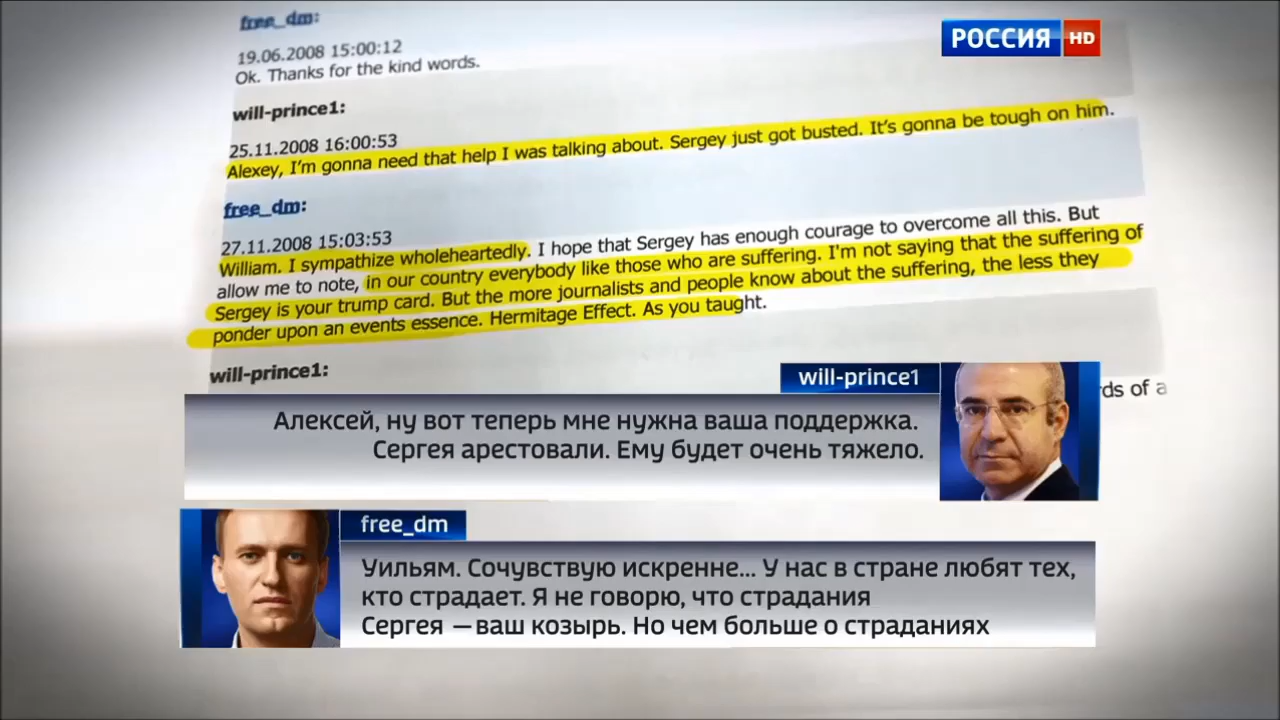 free_dm:
РОССИЯ HD
19.06.2008 15:00:12
Ok. Thanks for the kind words.
will-prince1:
25.11.2008 16:00:53
Alexey, I'm gonna need that help I was talking about. Sergey just got busted. It's gonna be tough on him.
free_dm:
27.11.2008 15:03:53
William. I sympathize wholeheartedly. I hope that Sergey has enough courage to overcome all this. But
allow me to note, in our country everybody like those who are suffering. I'm not saying that the suffering of
Sergey is your trump card. But the more journalists and people know about the suffering, the less they
ponder upon an events essence. Hermitage Effect. As you taught.
will-prince1:
of a
will-prince1
Алексей, ну вот теперь мне нужна ваша поддержка.
Сергея арестовали. Ему будет очень тяжело.
free_dm
Уильям. Сочувствую искренне... У нас в стране любят тех,
кто страдает. Я не говорю, что страдания
Сергея — ваш козырь. Но чем больше о страданиях